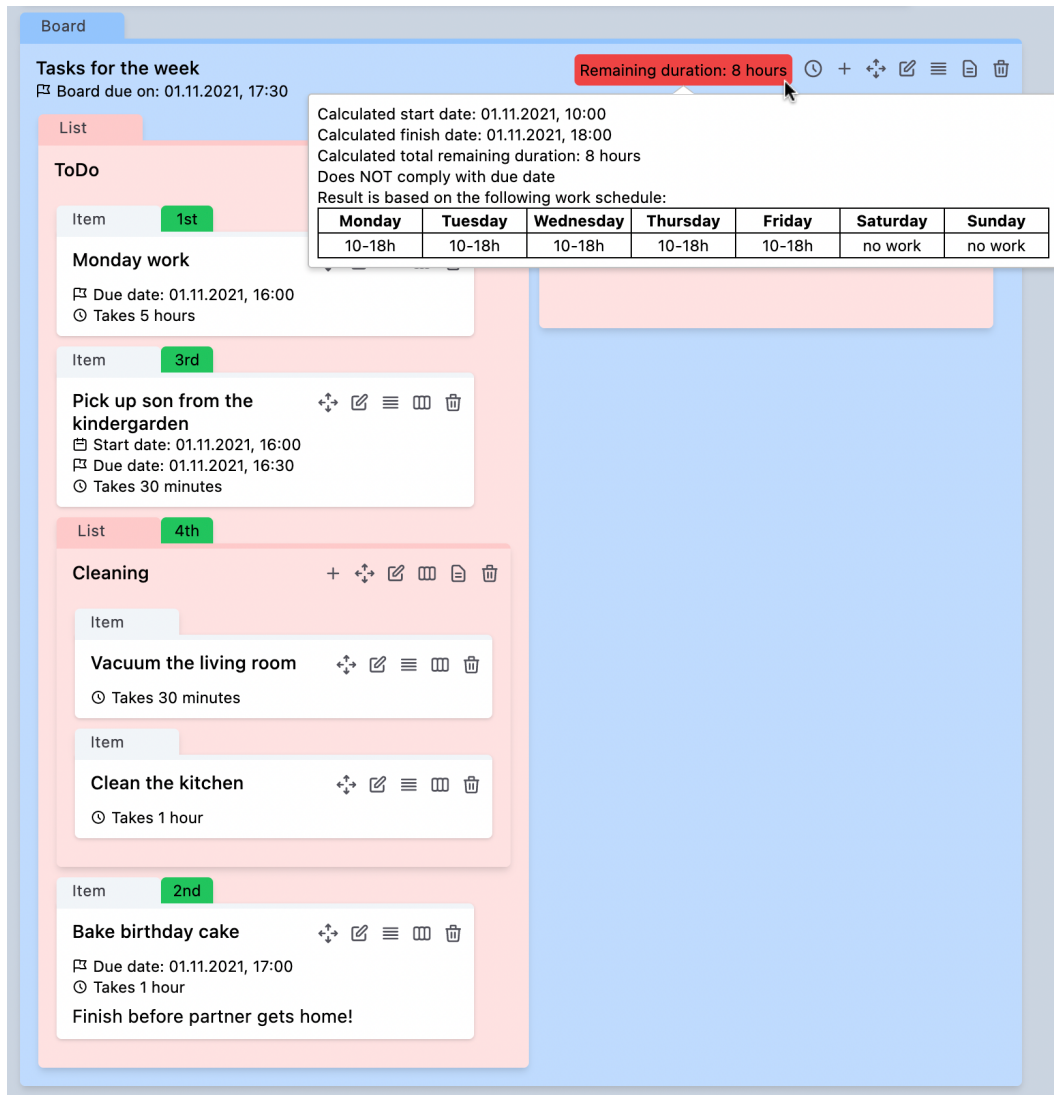 Board
Tasks for the week
Remaining duration: 8 hours
Board due on: 01.11.2021, 17:30
Calculated start date: 01.11.2021, 10:00
Calculated finish date: 01.11.2021, 18:00
Calculated total remaining duration: 8 hours
Does NOT comply with due date
Result is based on the following work schedule:
Monday Tuesday Wednesday Thursday Friday Saturday Sunday
10-18h 10-18h 10-18h 10-18h 10-18h no work no work
List
ToDo
Item 1st
Monday work
Due date: 01.11.2021, 16:00
Takes 5 hours
Item 3rd
Pick up son from the
kindergarden
Start date: 01.11.2021, 16:00
Due date: 01.11.2021, 16:30
Takes 30 minutes
List 4th
Cleaning
Item
Vacuum the living room
Takes 30 minutes
Item
Clean the kitchen
Takes 1 hour
Item 2nd
Bake birthday cake
Due date: 01.11.2021, 17:00
Takes 1 hour
Finish before partner gets home!